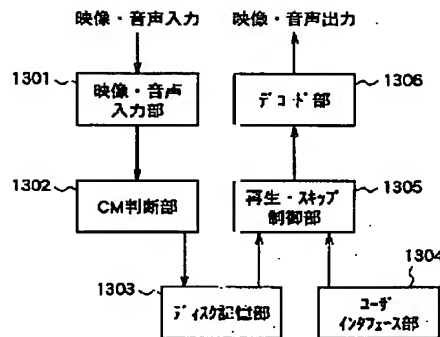 映像・音声入力
映像・音声出力
1301
映像・音声
入力部
1306
デコード部
1302
CM判断部
1305
再生・スキップ
制御部
1303
ディスク記憶部
1304
ユーザ
インタフェース部